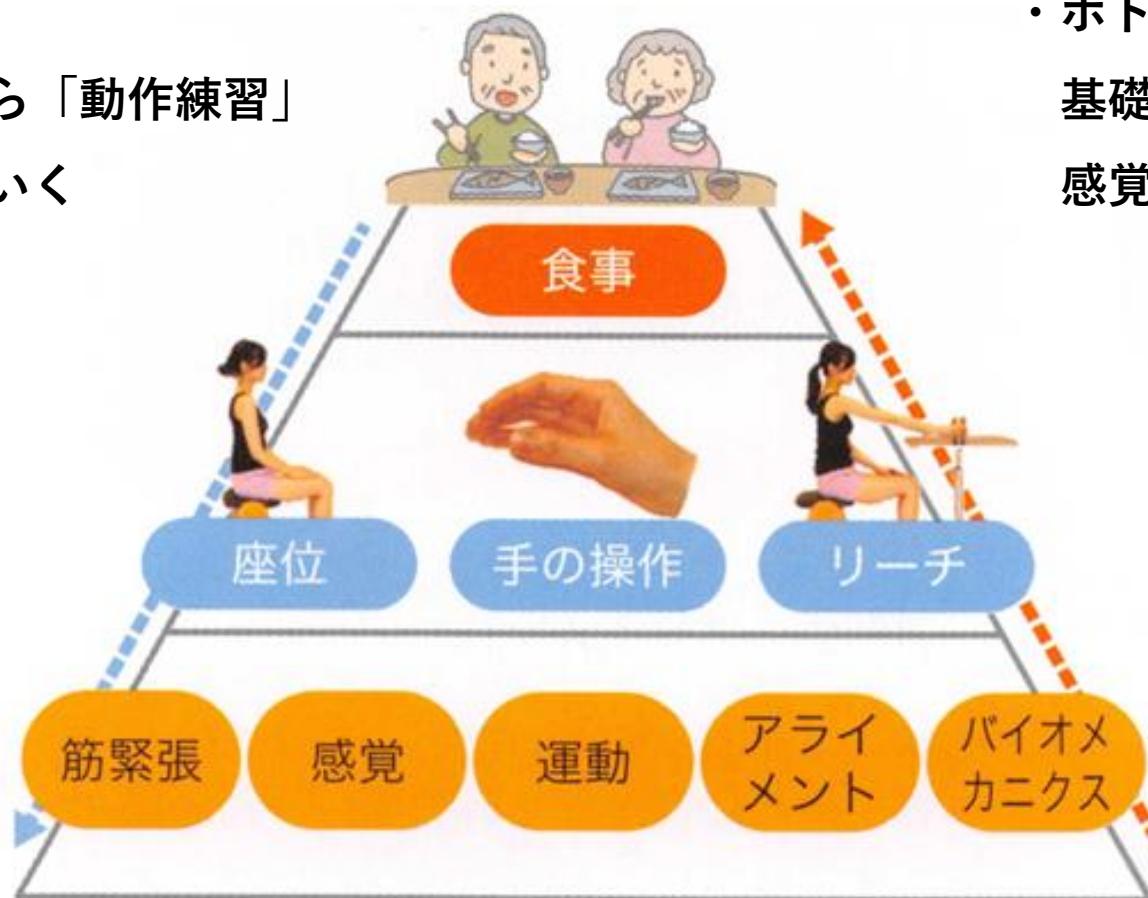 ・ボト
ら「動作練習」
基礎
いく
感覚
食事
座位
手の操作
リーチ
筋緊張
感覚
運動
アライ
メント
バイオメ
カニクス